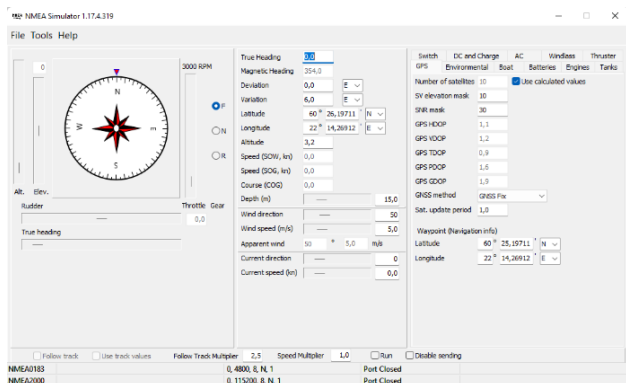 NMEA Simulator 1.17.4.319
File Tools Help
0
3000 RPM
N
E
S
W
F
N
R
Alt. Elev.
Rudder
Throttle Gear
0,0
True heading
True Heading 0,0
Magnetic Heading 354,0
Deviation 0,0 E
Variation 6,0 E
Latitude 60 ° 26,19711 ' N
Longitude 22 ° 14,26912 ' E
Altitude 3,2
Speed (SOW, kn) 0,0
Speed (SOG, kn) 0,0
Course (COG) 0,0
Depth (m) 15,0
Wind direction 50
Wind speed (m/s) 5,0
Apparent wind 50 ° 5,0 m/s
Current direction 0
Current speed (kn) 0,0
Switch DC and Charge AC Windlass Thruster
GPS Environmental Boat Batteries Engines Tanks
Number of satellites 10 Use calculated values
SV elevation mask 10
SNR mask 30
GPS HDOP 1,1
GPS VDOP 1,2
GPS TDOP 0,9
GPS PDOP 1,6
GPS GDOP 1,9
GNSS method GNSS Fix
Sat. update period 1,0
Waypoint (Navigation info)
Latitude 60 ° 25,19711 ' N
Longitude 22 ° 14,26912 ' E
Follow track Use track values Follow Track Multiplier 2,5 Speed Multiplier 1,0 Run Disable sending
NMEA0183 0, 4800, 8, N, 1 Port Closed
NMEA2000 0, 115200, 8, N, 1 Port Closed